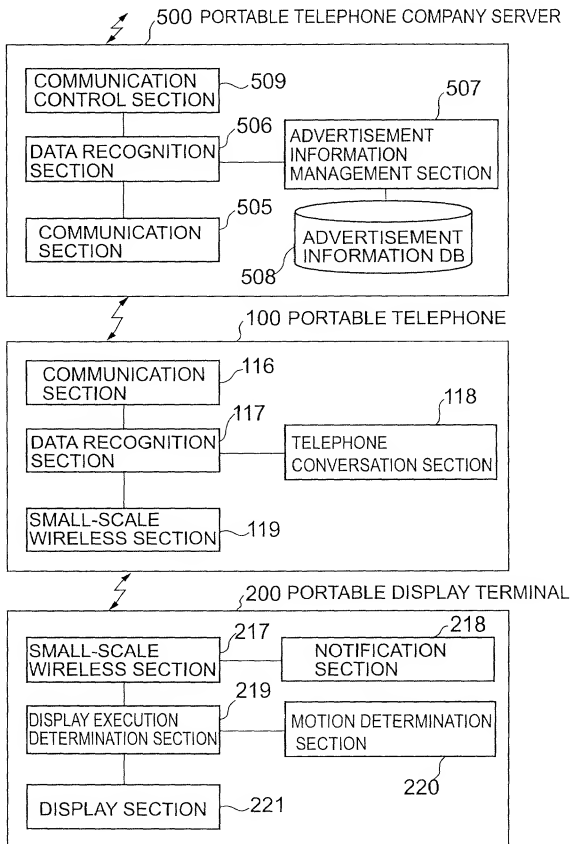 500 PORTABLE TELEPHONE COMPANY SERVER
COMMUNICATION
CONTROL SECTION
509
507
506
DATA RECOGNITION
SECTION
ADVERTISEMENT
INFORMATION
MANAGEMENT SECTION
505
COMMUNICATION
SECTION
ADVERTISEMENT
INFORMATION DB
508
100 PORTABLE TELEPHONE
COMMUNICATION
SECTION
116
117
118
DATA RECOGNITION
SECTION
TELEPHONE
CONVERSATION SECTION
SMALL-SCALE
WIRELESS SECTION
119
200 PORTABLE DISPLAY TERMINAL
217
218
SMALL-SCALE
WIRELESS SECTION
NOTIFICATION
SECTION
219
DISPLAY EXECUTION
DETERMINATION SECTION
MOTION DETERMINATION
SECTION
220
DISPLAY SECTION
221